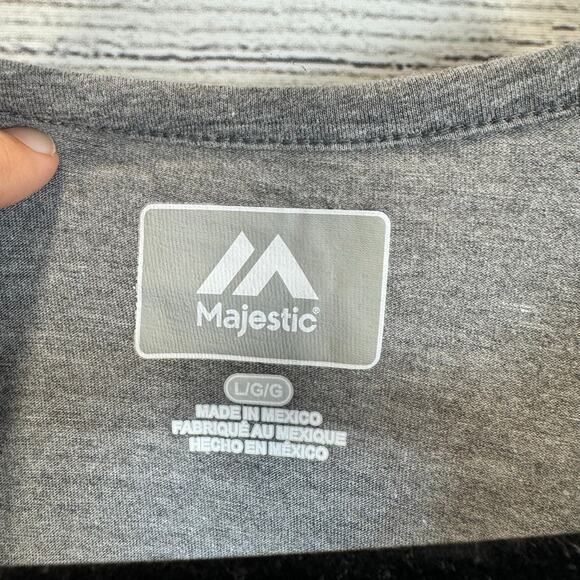 Majestic®
L/G/G
MADE IN MEXICO
FABRIQUÉ AU MEXIQUE
HECHO EN MÉXICO